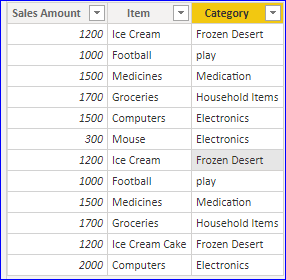 Sales Amount Item Category
1200 Ice Cream Frozen Desert
1000 Football play
1500 Medicines Medication
1700 Groceries Household Items
1500 Computers Electronics
300 Mouse Electronics
1200 Ice Cream Frozen Desert
1000 Football play
1500 Medicines Medication
1700 Groceries Household Items
1200 Ice Cream Cake Frozen Desert
2000 Computers Electronics